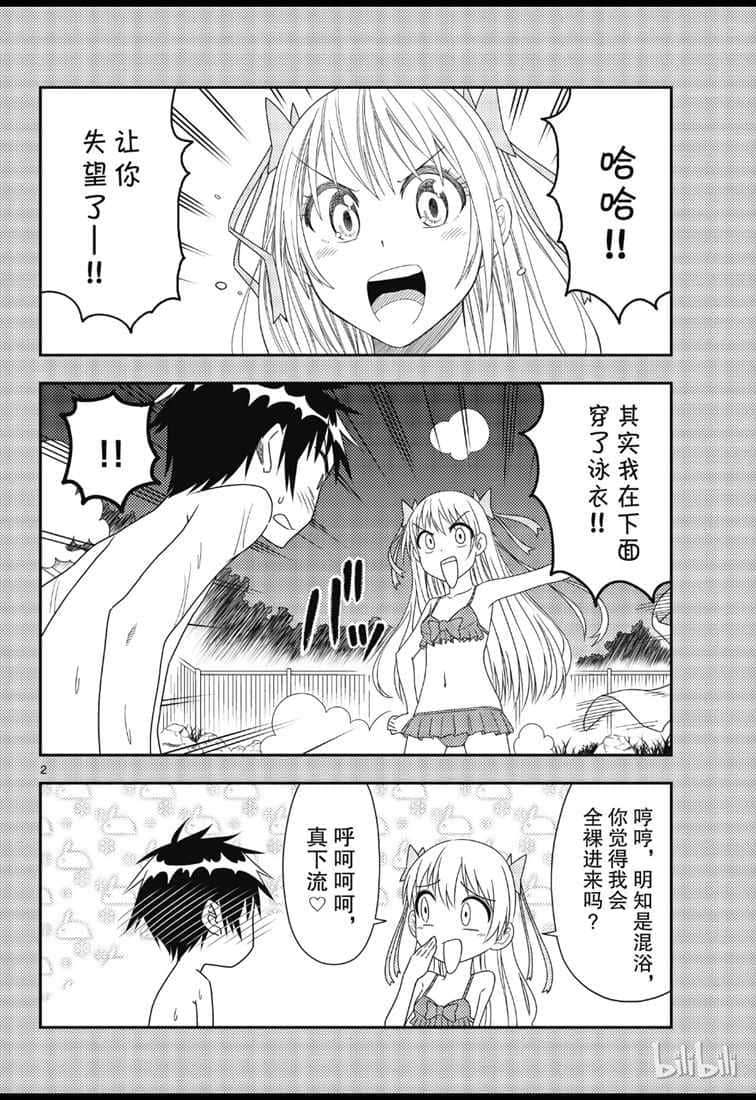 哈哈!!
让你
失望了—!!
其实我在下面
穿了泳衣!!
!!
バッ
哼哼，明知是混浴，
你觉得我会
全裸进来吗？
呼呵呵呵，
真下流♡
2
bilibili